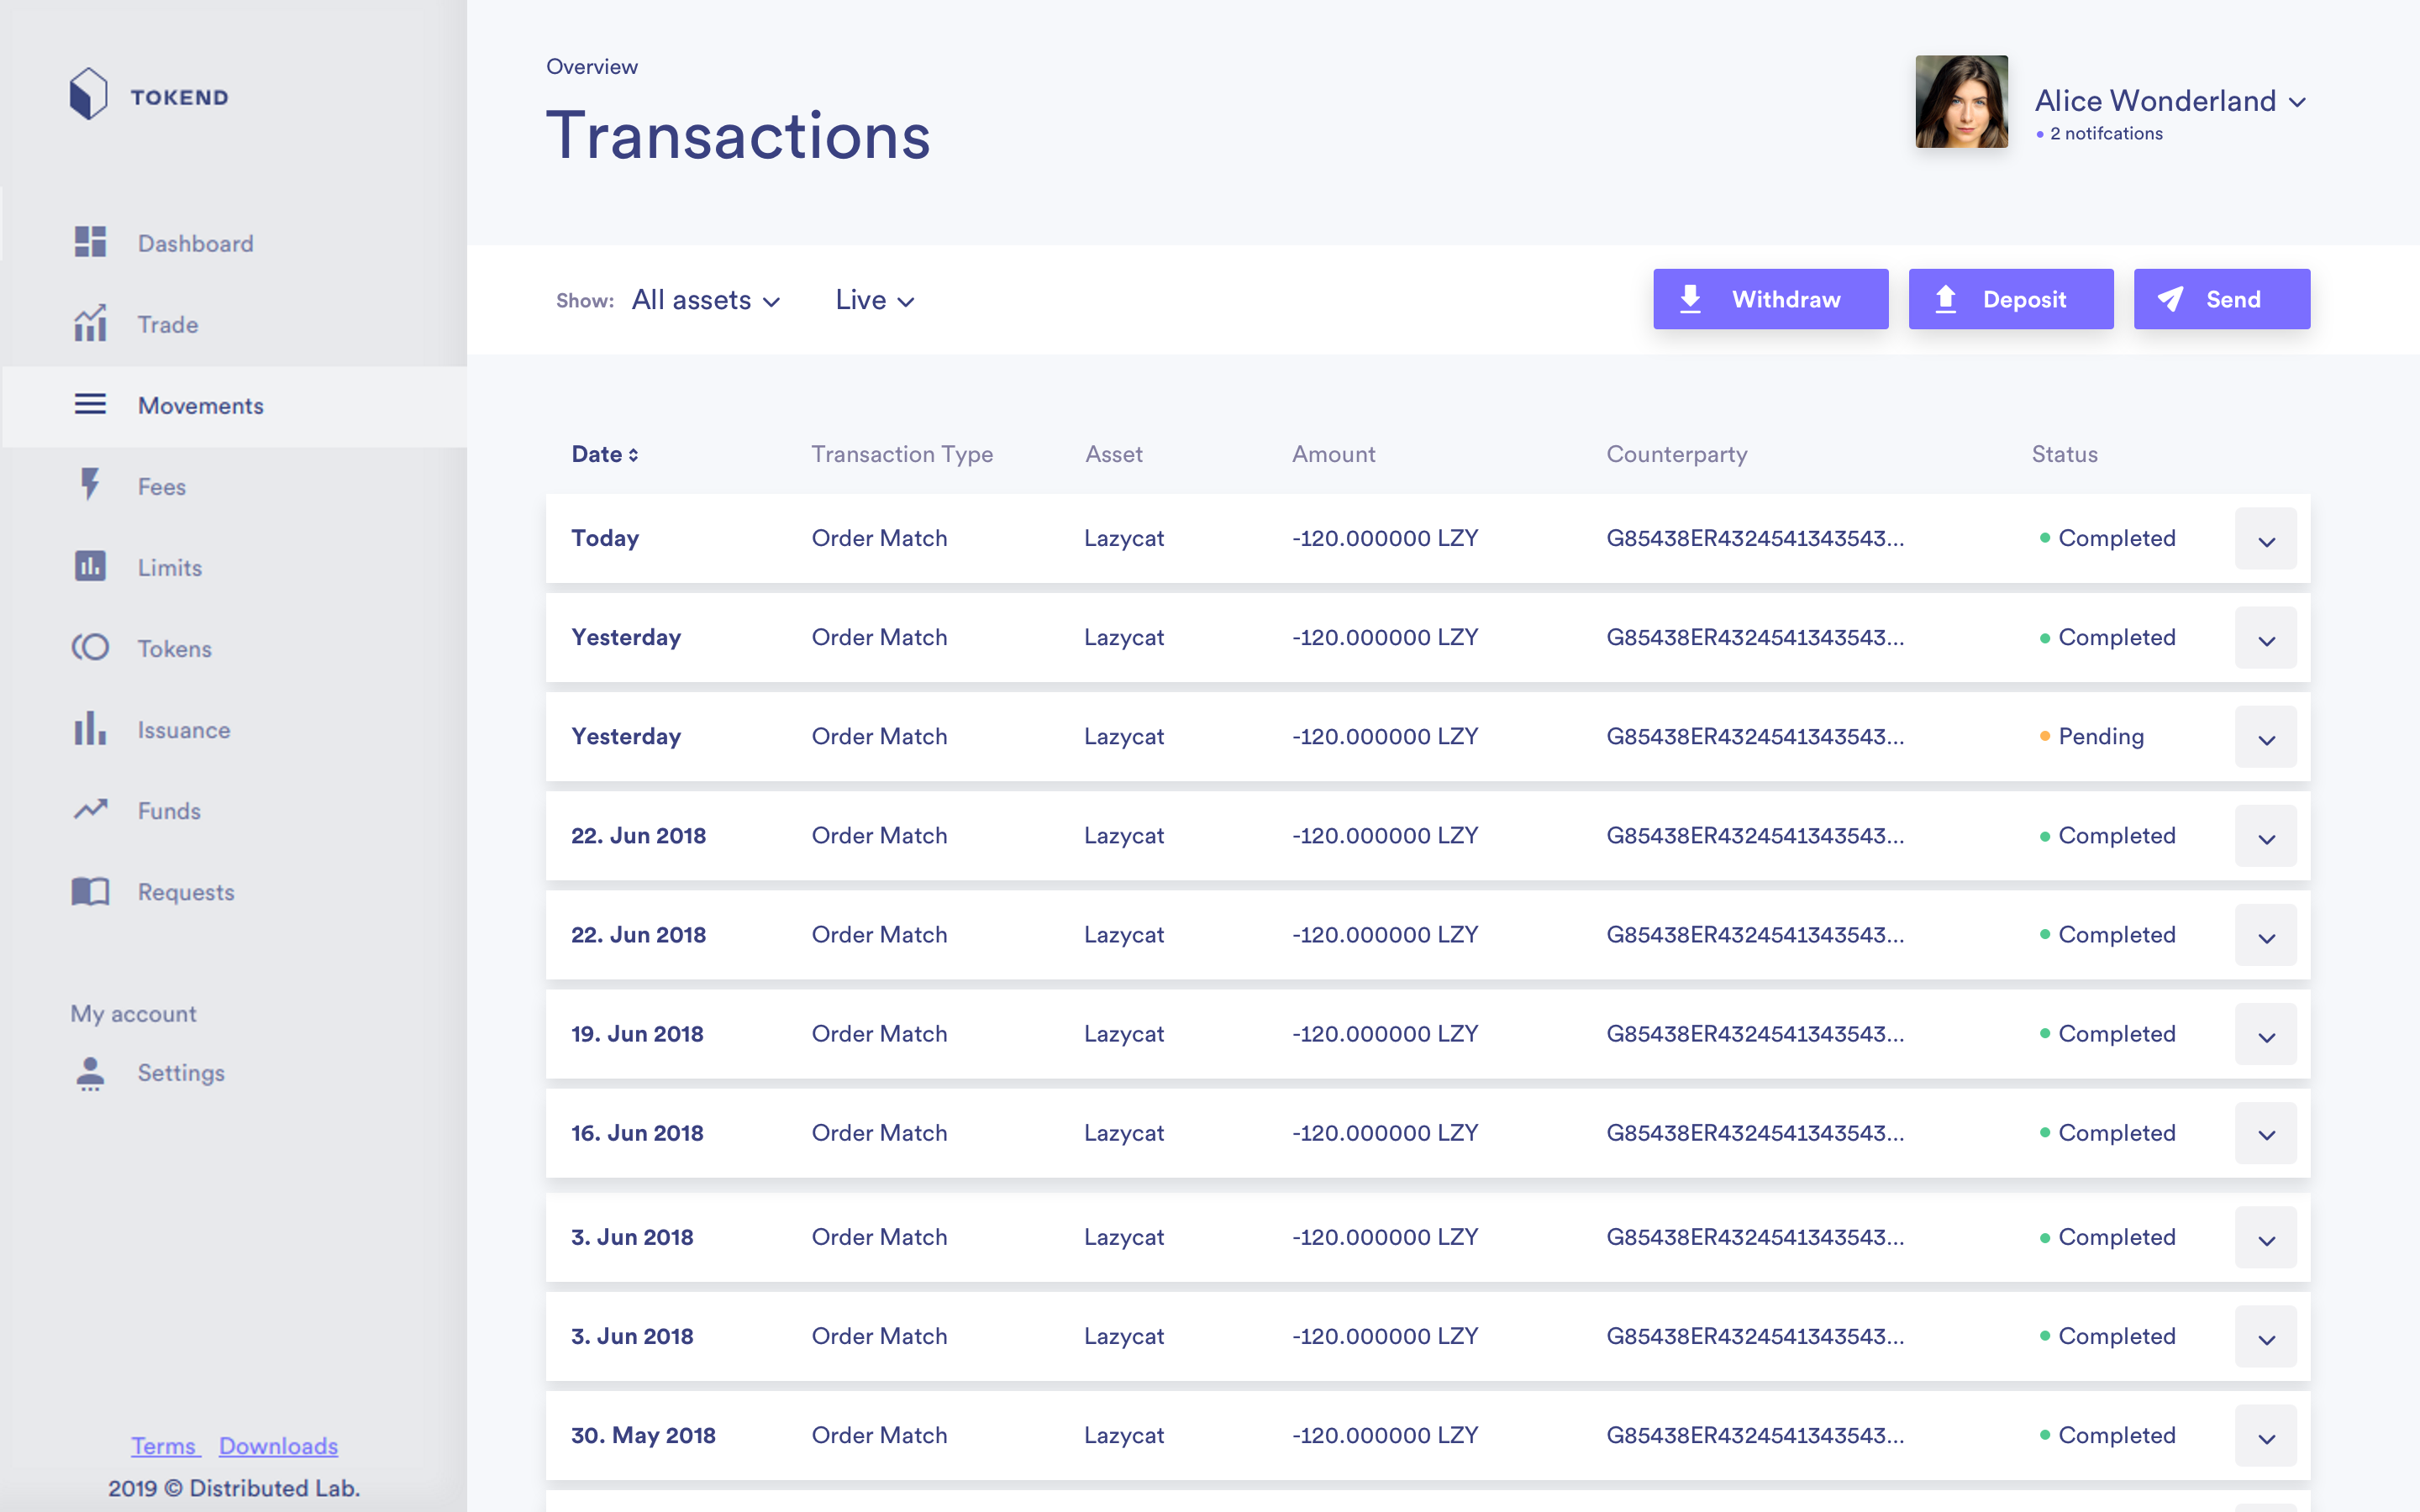 TOKEND
Dashboard
Trade
Movements
Fees
Limits
Tokens
Issuance
Funds
Requests
My account
Settings
Terms Downloads
2019 © Distributed Lab.
Overview
Transactions
Alice Wonderland
2 notifcations
Show: All assets Live
Withdraw Deposit Send
Date Transaction Type Asset Amount Counterparty Status
Today Order Match Lazycat -120.000000 LZY G85438ER4324541343543... Completed
Yesterday Order Match Lazycat -120.000000 LZY G85438ER4324541343543... Completed
Yesterday Order Match Lazycat -120.000000 LZY G85438ER4324541343543... Pending
22. Jun 2018 Order Match Lazycat -120.000000 LZY G85438ER4324541343543... Completed
22. Jun 2018 Order Match Lazycat -120.000000 LZY G85438ER4324541343543... Completed
19. Jun 2018 Order Match Lazycat -120.000000 LZY G85438ER4324541343543... Completed
16. Jun 2018 Order Match Lazycat -120.000000 LZY G85438ER4324541343543... Completed
3. Jun 2018 Order Match Lazycat -120.000000 LZY G85438ER4324541343543... Completed
3. Jun 2018 Order Match Lazycat -120.000000 LZY G85438ER4324541343543... Completed
30. May 2018 Order Match Lazycat -120.000000 LZY G85438ER4324541343543... Completed